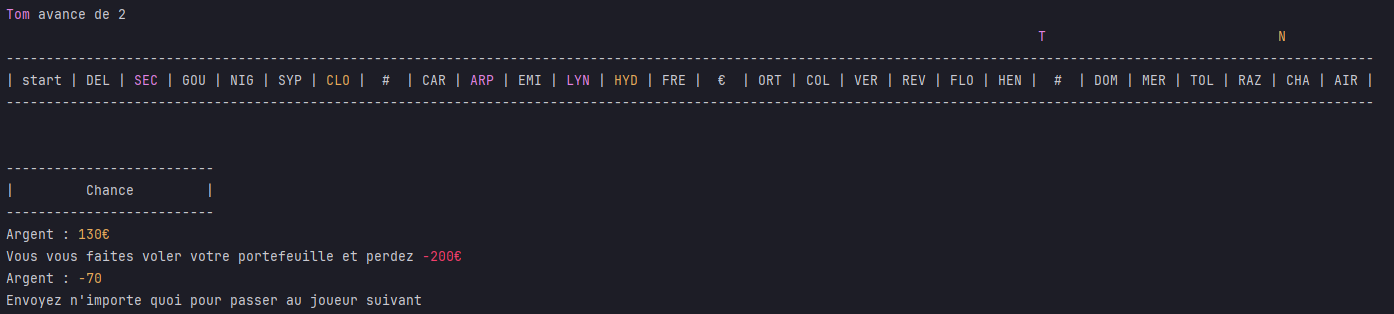 Tom avance de 2
T N
--------------------------------------------------------------------------------------------------------------------------------------------------------------------------
| start | DEL | SEC | GOU | NIG | SYP | CLO | # | CAR | ARP | EMI | LYN | HYD | FRE | € | ORT | COL | VER | REV | FLO | HEN | # | DOM | MER | TOL | RAZ | CHA | AIR |
--------------------------------------------------------------------------------------------------------------------------------------------------------------------------
--------------------------
| Chance |
--------------------------
Argent : 130€
Vous vous faites voler votre portefeuille et perdez -200€
Argent : -70
Envoyez n'importe quoi pour passer au joueur suivant